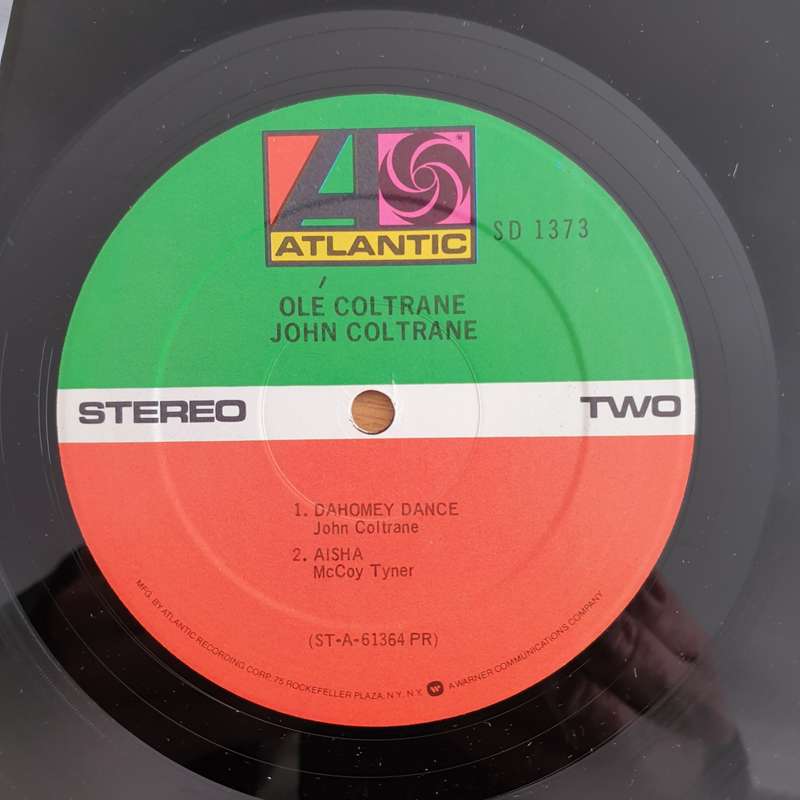 ATLANTIC
SD 1373
OLÉ COLTRANE
JOHN COLTRANE
STEREO
TWO
1. DAHOMEY DANCE
John Coltrane
2. AISHA
McCoy Tyner
(ST-A-61364 PR)
MFG. BY ATLANTIC RECORDING CORP., 75 ROCKEFELLER PLAZA, N.Y. N.Y. W A WARNER COMMUNICATIONS COMPANY